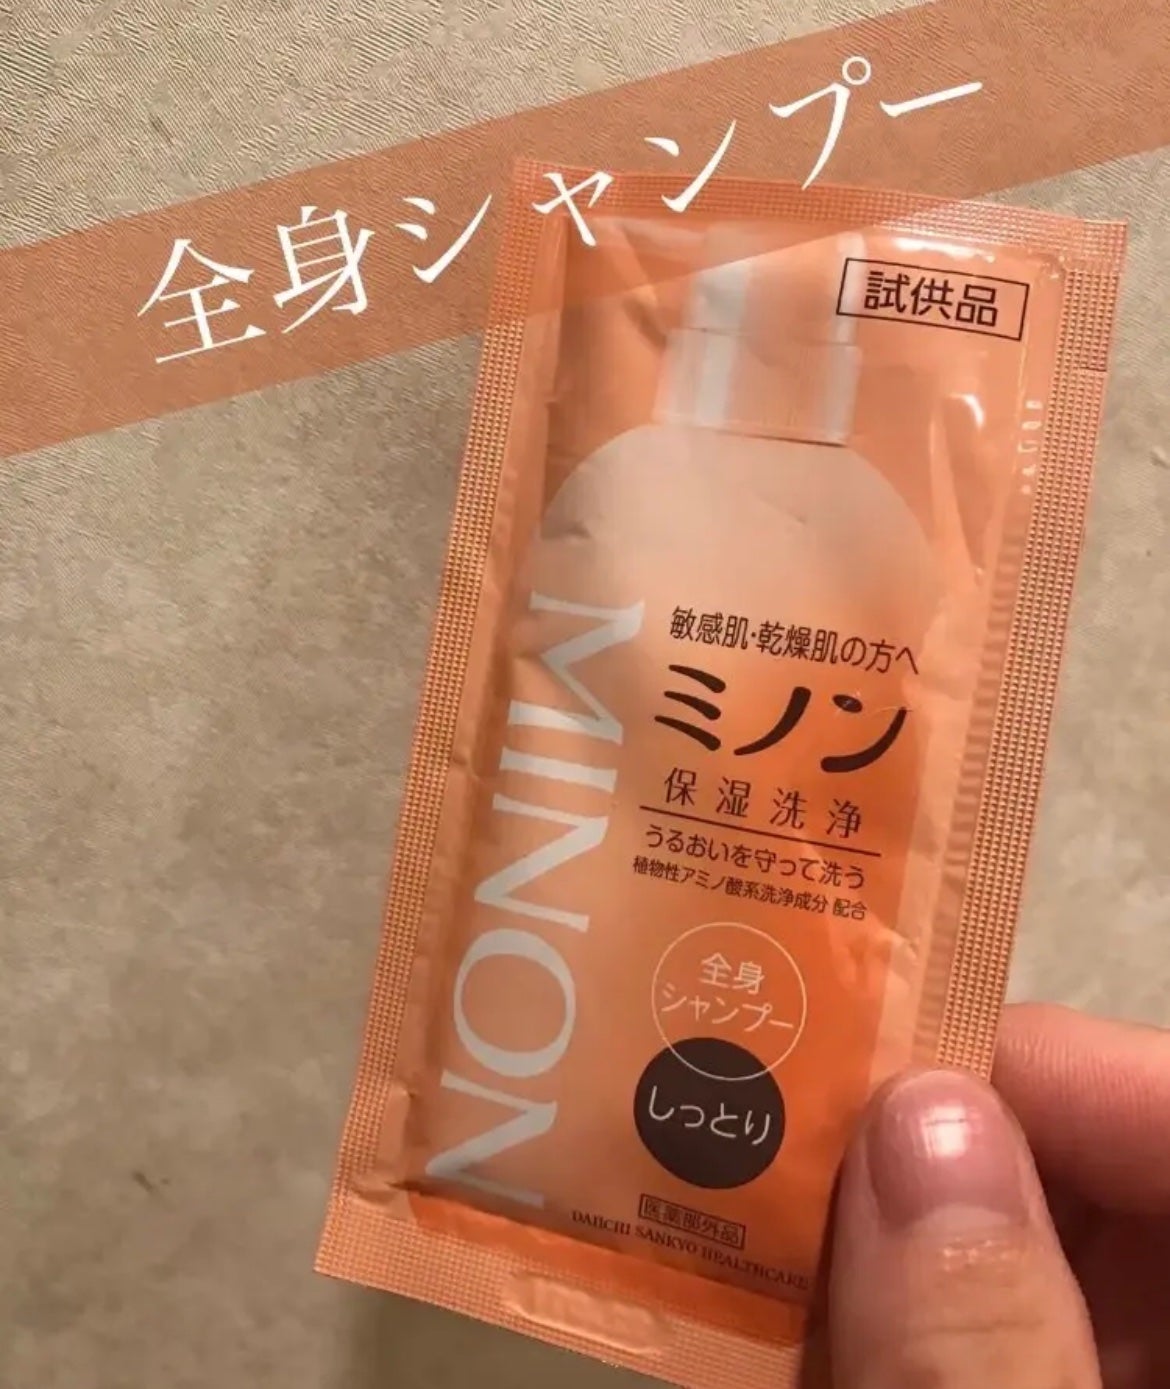 全身シャンプー
試供品
敏感肌・乾燥肌の方へ
ミノン
保湿洗浄
うるおいを守って洗う
植物性アミノ酸系洗浄成分 配合
全身
シャンプー
しっとり
MINON
医薬部外品
DAIICHI SANKYO HEALTHCARE